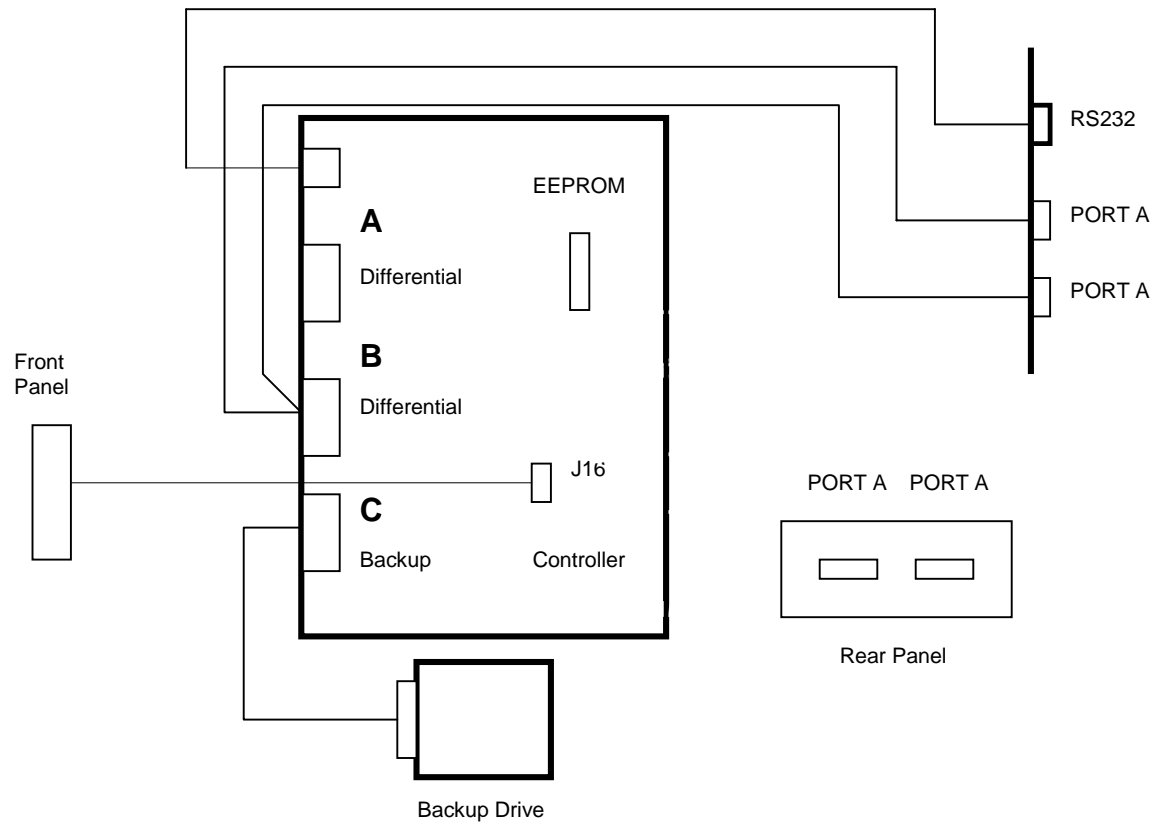 RS232
EEPROM
A
PORT A
Differential
PORT A
B
Front
Panel
Differential
J16
PORT A PORT A
C
Backup
Controller
Rear Panel
Backup Drive